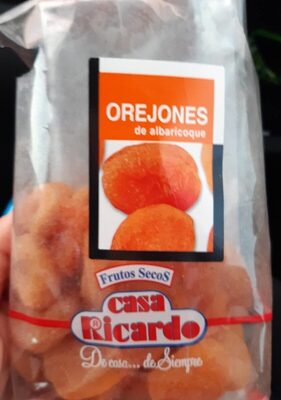 OREJONES
de albaricoque
Frutos SecoS
casa
Ricardo
De casa... de Siempre